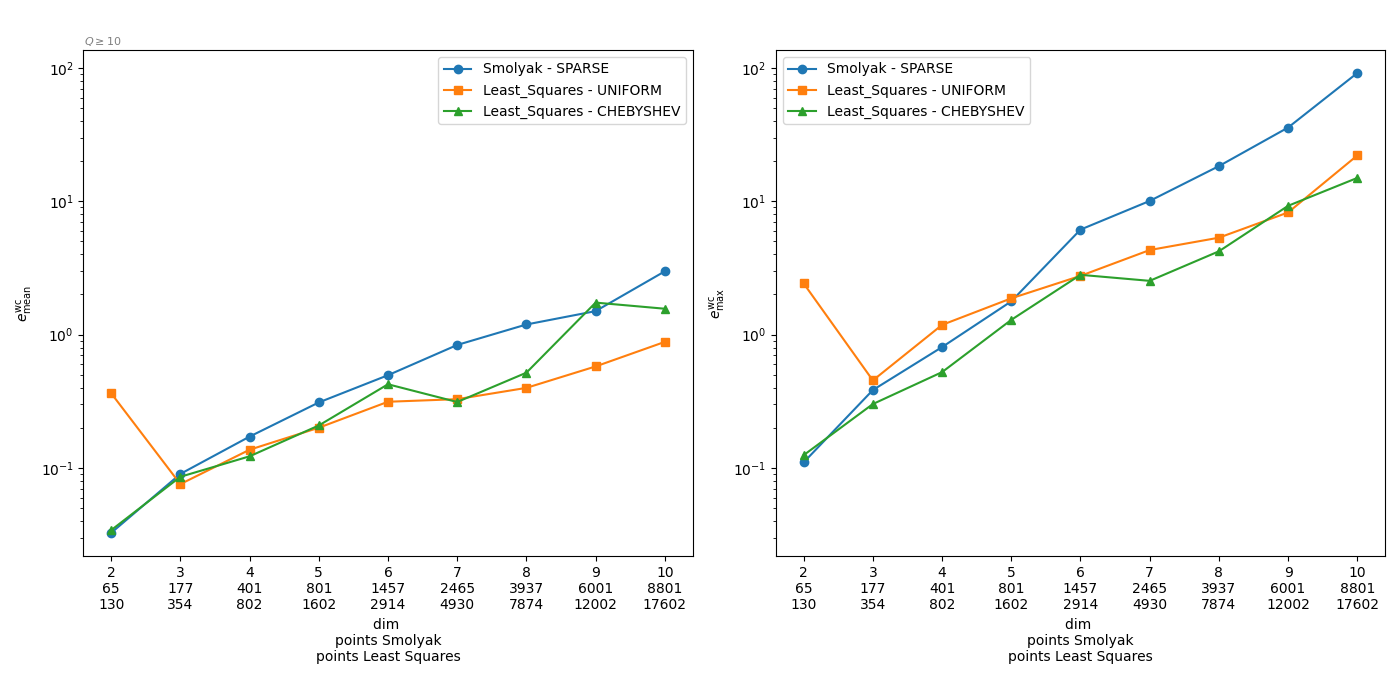 Q ≥ 10
10²
10¹
10⁰
10⁻¹
e^wc_mean
Smolyak - SPARSE
Least_Squares - UNIFORM
Least_Squares - CHEBYSHEV
2 3 4 5 6 7 8 9 10
65 177 401 801 1457 2465 3937 6001 8801
130 354 802 1602 2914 4930 7874 12002 17602
dim
points Smolyak
points Least Squares
10²
10¹
10⁰
10⁻¹
e^wc_max
Smolyak - SPARSE
Least_Squares - UNIFORM
Least_Squares - CHEBYSHEV
2 3 4 5 6 7 8 9 10
65 177 401 801 1457 2465 3937 6001 8801
130 354 802 1602 2914 4930 7874 12002 17602
dim
points Smolyak
points Least Squares